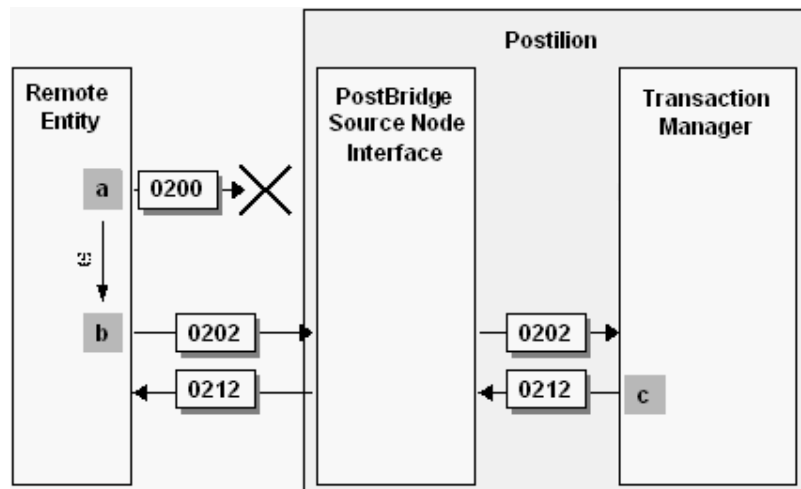 Postilion
Remote
Entity
PostBridge
Source Node
Interface
Transaction
Manager
a
0200
b
0202
0202
0212
0212
c